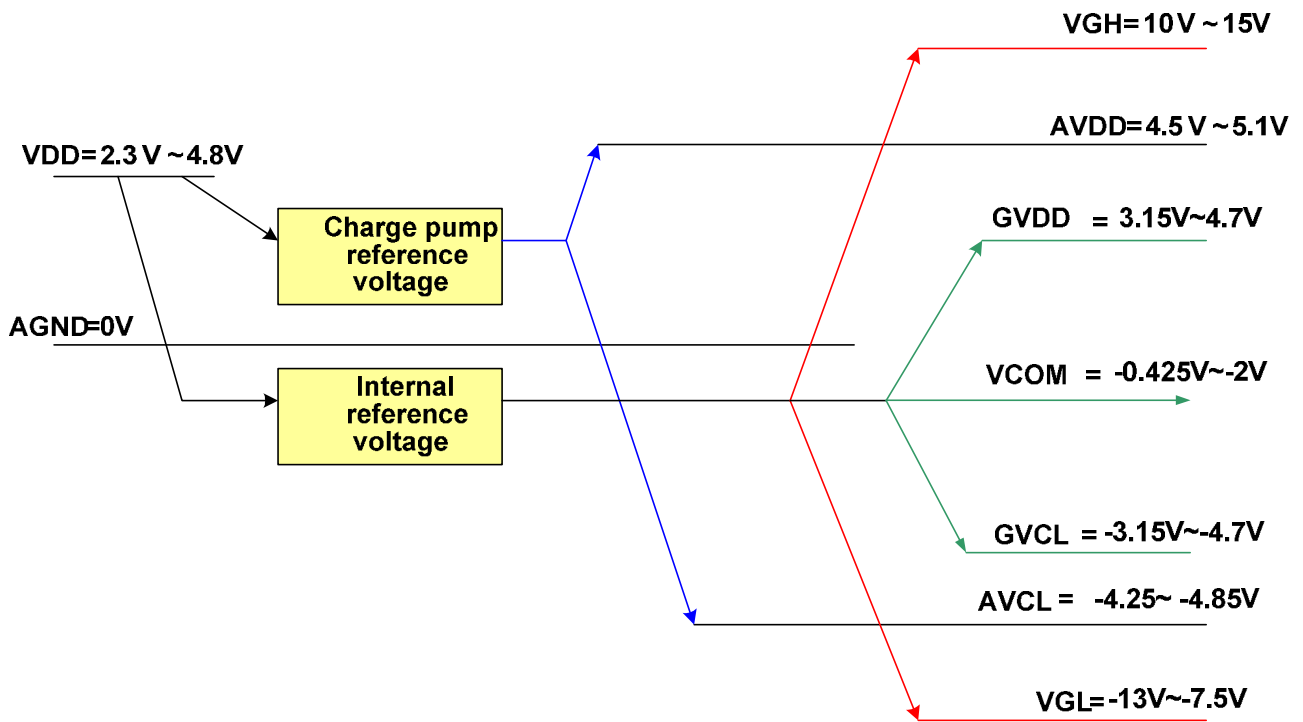 VGH=10V ~ 15V
AVDD=4.5V ~5.1V
VDD=2.3V ~4.8V
GVDD = 3.15V~4.7V
Charge pump
reference
voltage
AGND=0V
VCOM = -0.425V~-2V
Internal
reference
voltage
GVCL = -3.15V~-4.7V
AVCL = -4.25~ -4.85V
VGL=-13V~-7.5V